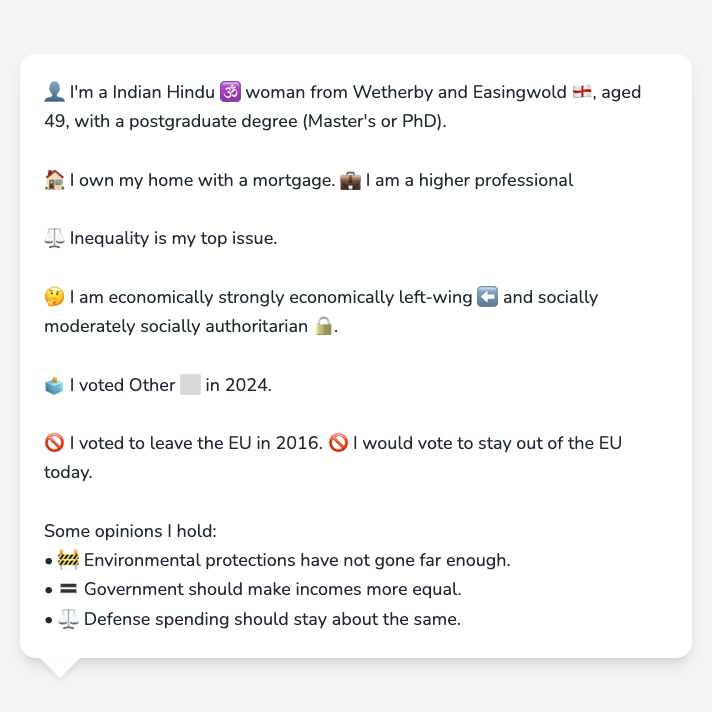 👤 I'm a Indian Hindu 🕉️ woman from Wetherby and Easingwold 🏴󠁧󠁢󠁥󠁮󠁧󠁿, aged
49, with a postgraduate degree (Master's or PhD).
🏠 I own my home with a mortgage. 💼 I am a higher professional
⚖️ Inequality is my top issue.
🤔 I am economically strongly economically left-wing ⬅️ and socially
moderately socially authoritarian 🔒.
🗳️ I voted Other ⬜ in 2024.
🚫 I voted to leave the EU in 2016. 🚫 I would vote to stay out of the EU
today.
Some opinions I hold:
• 🚧 Environmental protections have not gone far enough.
• 🟰 Government should make incomes more equal.
• ⚖️ Defense spending should stay about the same.